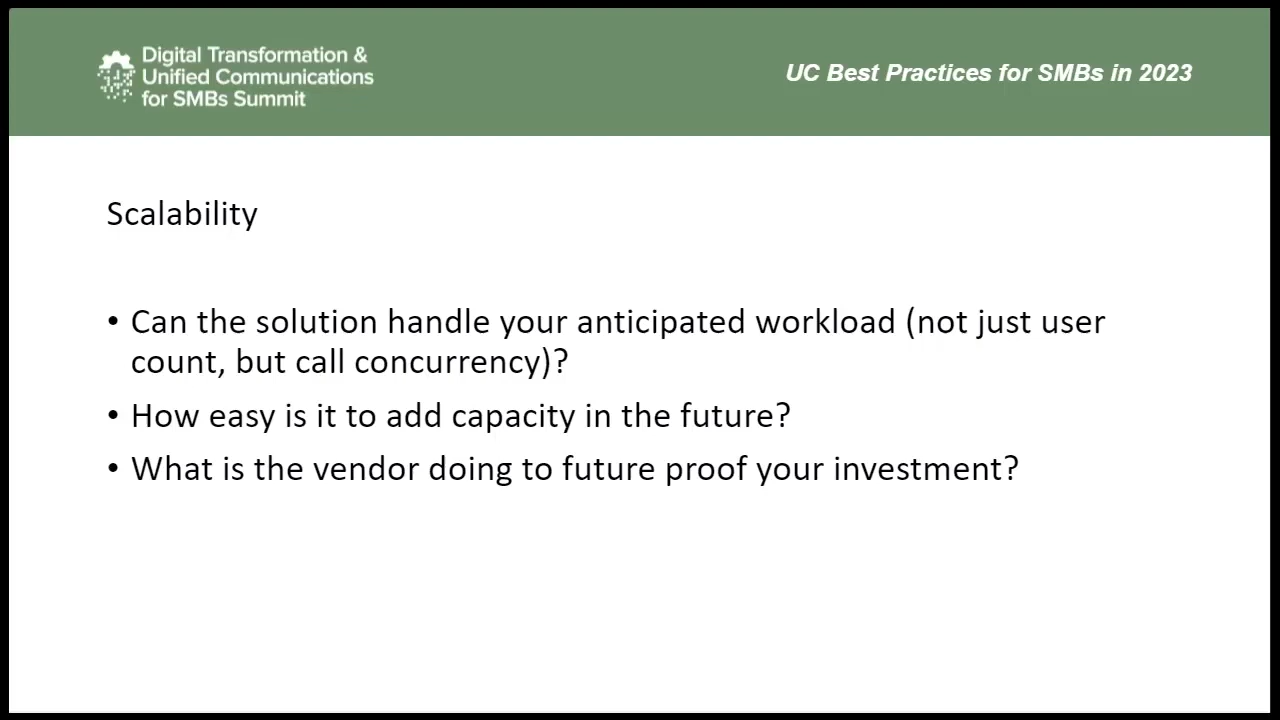 Digital Transformation &
Unified Communications
for SMBs Summit
UC Best Practices for SMBs in 2023
Scalability
• Can the solution handle your anticipated workload (not just user
count, but call concurrency)?
• How easy is it to add capacity in the future?
• What is the vendor doing to future proof your investment?